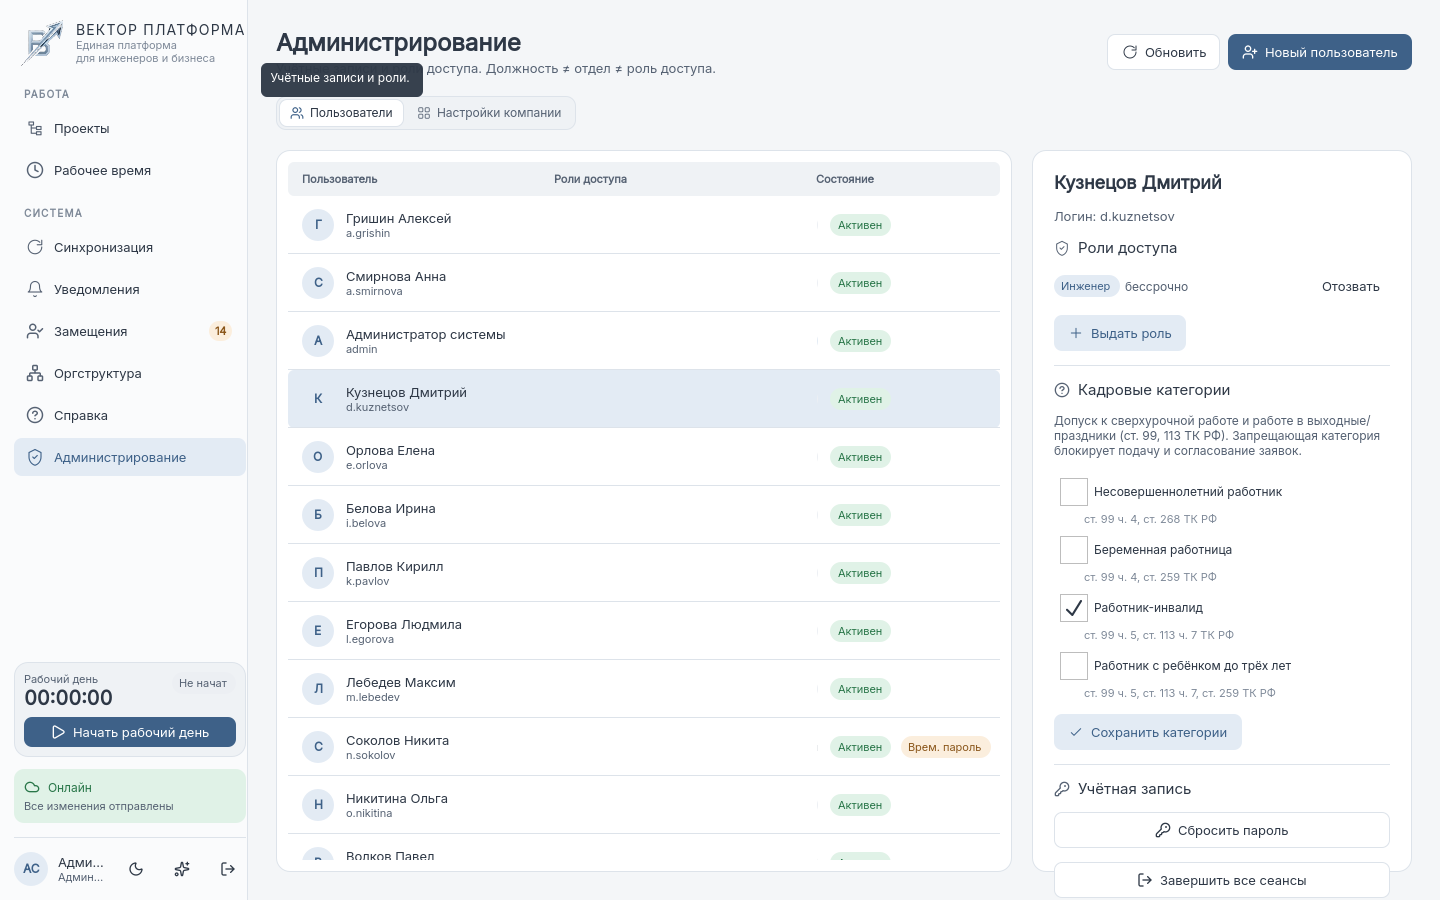 ВЕКТОР ПЛАТФОРМА
Единая платформа
для инженеров и бизнеса
РАБОТА
Проекты
Рабочее время
СИСТЕМА
Синхронизация
Уведомления
Замещения
14
Оргструктура
Справка
Администрирование
Рабочий день
Не начат
00:00:00
Начать рабочий день
Онлайн
Все изменения отправлены
АС
Адми...
Админ...
Администрирование
доступа. Должность ≠ отдел ≠ роль доступа.
Учётные записи и роли.
Обновить
Новый пользователь
Пользователи
Настройки компании
Пользователь
Роли доступа
Состояние
Г
Гришин Алексей
a.grishin
Активен
С
Смирнова Анна
a.smirnova
Активен
А
Администратор системы
admin
Активен
К
Кузнецов Дмитрий
d.kuznetsov
Активен
О
Орлова Елена
e.orlova
Активен
Б
Белова Ирина
i.belova
Активен
П
Павлов Кирилл
k.pavlov
Активен
Е
Егорова Людмила
l.egorova
Активен
Л
Лебедев Максим
m.lebedev
Активен
С
Соколов Никита
n.sokolov
Активен
Врем. пароль
Н
Никитина Ольга
o.nikitina
Активен
Волков Павел
Кузнецов Дмитрий
Логин: d.kuznetsov
Роли доступа
Инженер
бессрочно
Отозвать
Выдать роль
Кадровые категории
Допуск к сверхурочной работе и работе в выходные/
праздники (ст. 99, 113 ТК РФ). Запрещающая категория
блокирует подачу и согласование заявок.
Несовершеннолетний работник
ст. 99 ч. 4, ст. 268 ТК РФ
Беременная работница
ст. 99 ч. 4, ст. 259 ТК РФ
Работник-инвалид
ст. 99 ч. 5, 113 ч. 7 ТК РФ
Работник с ребёнком до трёх лет
ст. 99 ч. 5, 113 ч. 7, ст. 259 ТК РФ
Сохранить категории
Учётная запись
Сбросить пароль
Завершить все сеансы